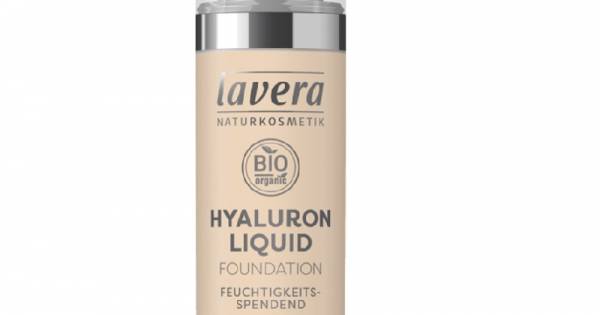 lavera
NATURKOSMETIK
BIO
organic
HYALURON
LIQUID
FOUNDATION
FEUCHTIGKEITS-
SPENDEND